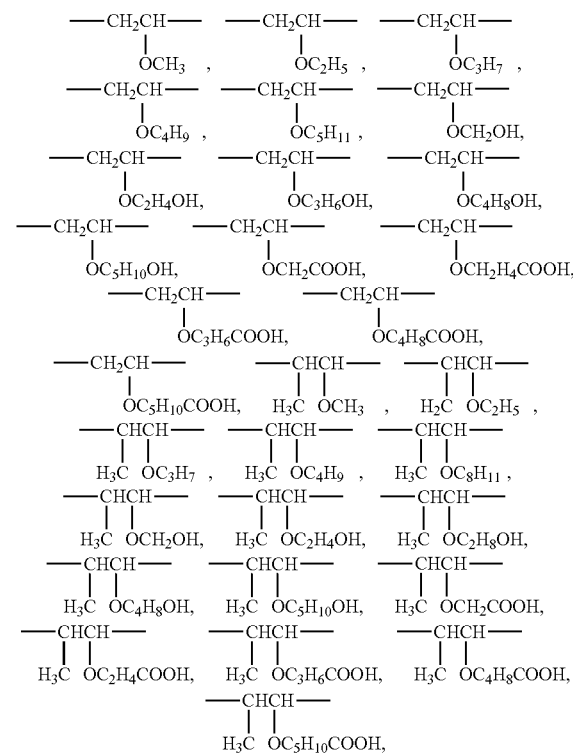 CH2CH CH2CH CH2CH
OCH3 , OC2H5 , OC3H7 ,
CH2CH CH2CH CH2CH
OC4H9 , OC5H11 , OCH2OH,
CH2CH CH2CH CH2CH
OC2H4OH, OC3H6OH, OC4H8OH,
CH2CH CH2CH CH2CH
OC5H10OH, OCH2COOH, OCH2H4COOH,
CH2CH CH2CH
OC3H6COOH, OC4H8COOH,
CH2CH CHCH CHCH
OC5H10COOH, H3C OCH3 , H2C OC2H5 ,
CHCH CHCH CHCH
H3C OC3H7 , H3C OC4H9 , H3C OC8H11 ,
CHCH CHCH CHCH
H3C OCH2OH, H3C OC2H4OH, H3C OC2H8OH,
CHCH CHCH CHCH
H3C OC4H8OH, H3C OC5H10OH, H3C OCH2COOH,
CHCH CHCH CHCH
H3C OC2H4COOH, H3C OC3H6COOH, H3C OC4H8COOH,
CHCH
H3C OC5H10COOH,